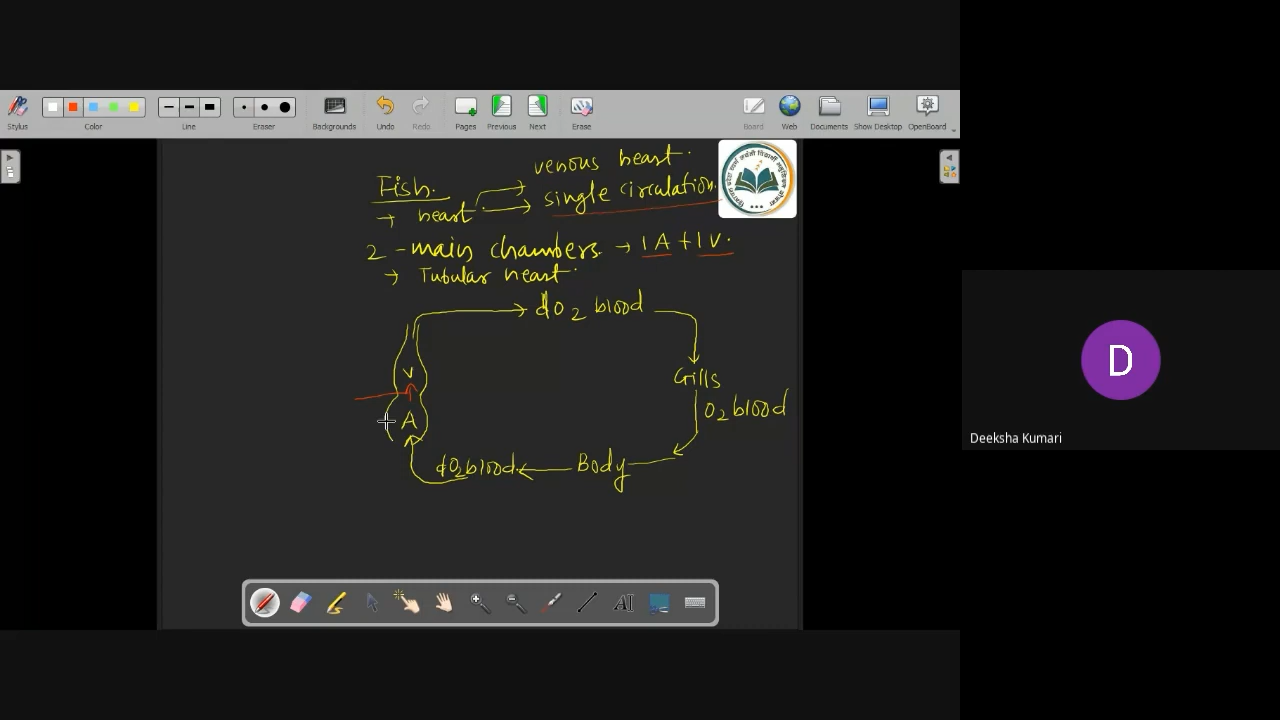 Stylus Color Line Eraser Backgrounds Undo Redo Pages Previous Next Erase Board Web Documents Show Desktop OpenBoard
venous heart.
Fish.
single circulation.
→ heart
2 - main chambers. → 1A + 1V.
→ Tubular heart.
dO2 blood
V
Gills
O2 blood
A
dO2 blood
Body
AI
D
Deeksha Kumari